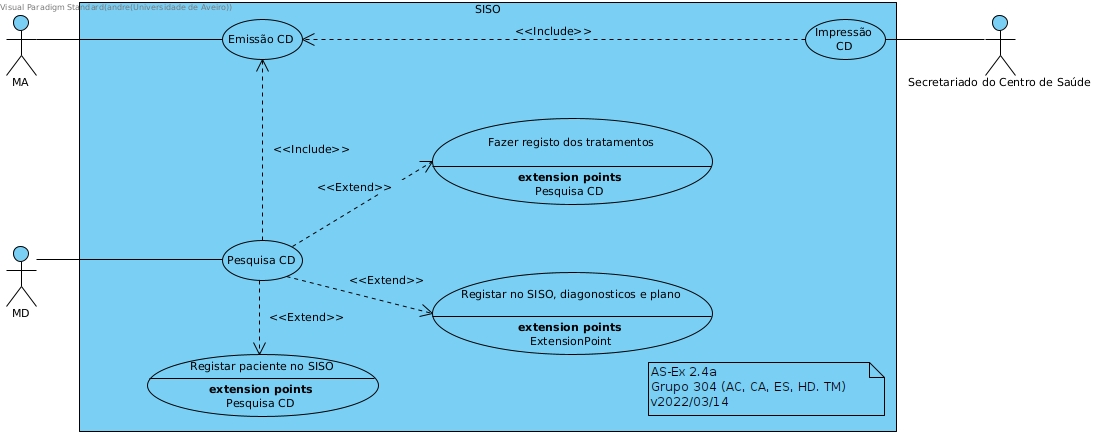 Visual Paradigm Standard(andre(Universidade de Aveiro))
SISO
MA
Emissão CD
<<Include>>
Impressão
CD
Secretariado do Centro de Saúde
<<Include>>
Fazer registo dos tratamentos
extension points
Pesquisa CD
<<Extend>>
MD
Pesquisa CD
<<Extend>>
Registar no SISO, diagonosticos e plano
extension points
ExtensionPoint
<<Extend>>
Registar paciente no SISO
extension points
Pesquisa CD
AS-Ex 2.4a
Grupo 304 (AC, CA, ES, HD. TM)
v2022/03/14